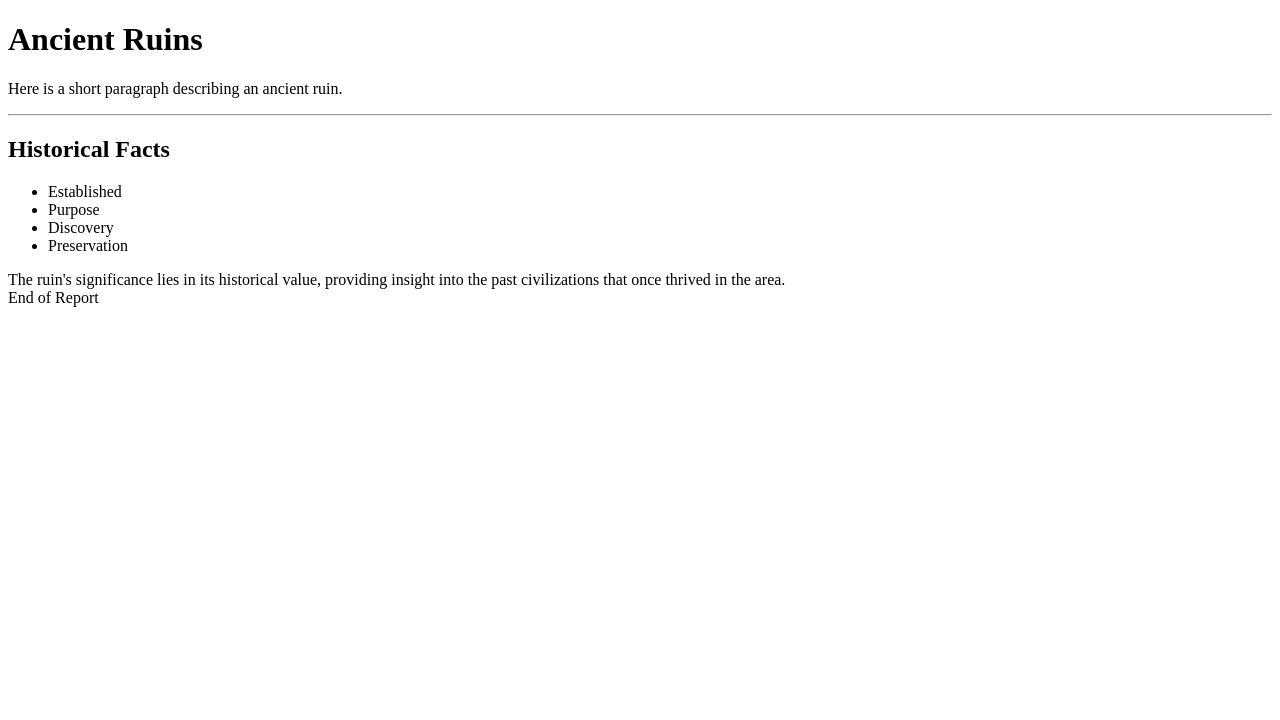 Ancient Ruins
Here is a short paragraph describing an ancient ruin.
Historical Facts
Established
Purpose
Discovery
Preservation
The ruin's significance lies in its historical value, providing insight into the past civilizations that once thrived in the area.
End of Report